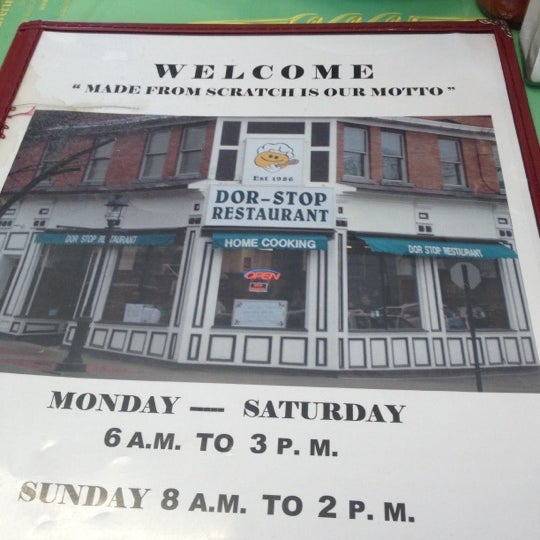 WELCOME
" MADE FROM SCRATCH IS OUR MOTTO "
Est 1986
DOR-STOP
RESTAURANT
DOR STOP RESTAURANT
HOME COOKING
DOR STOP RESTAURANT
OPEN
MONDAY — SATURDAY
6 A.M. TO 3 P. M.
SUNDAY 8 A.M. TO 2 P. M.